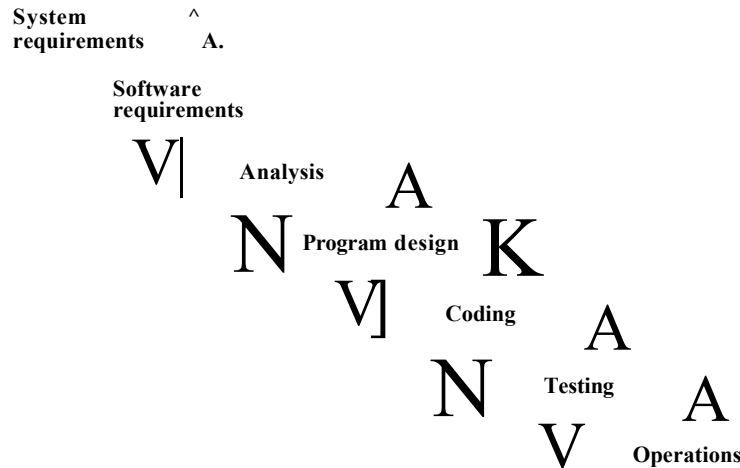 System ^
requirements A.
Software
requirements
V|
Analysis A
N Program design K
V] Coding A
N Testing A
V Operations